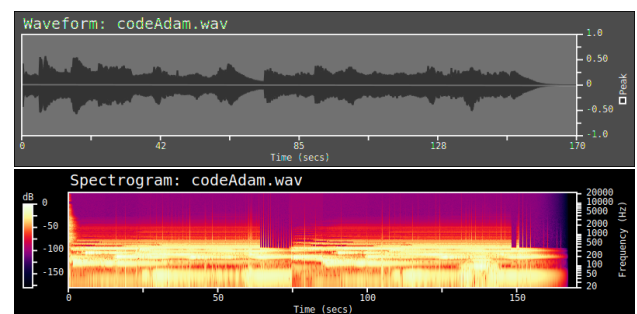 Waveform: codeAdam.wav
1.0
0.50
0
-0.50
-1.0
Peak
0 42 85 128 170
Time (secs)
Spectrogram: codeAdam.wav
dB
0
-50
-100
-150
20000
10000
5000
2000
1000
500
200
100
50
20
Frequency (Hz)
0 50 100 150
Time (secs)